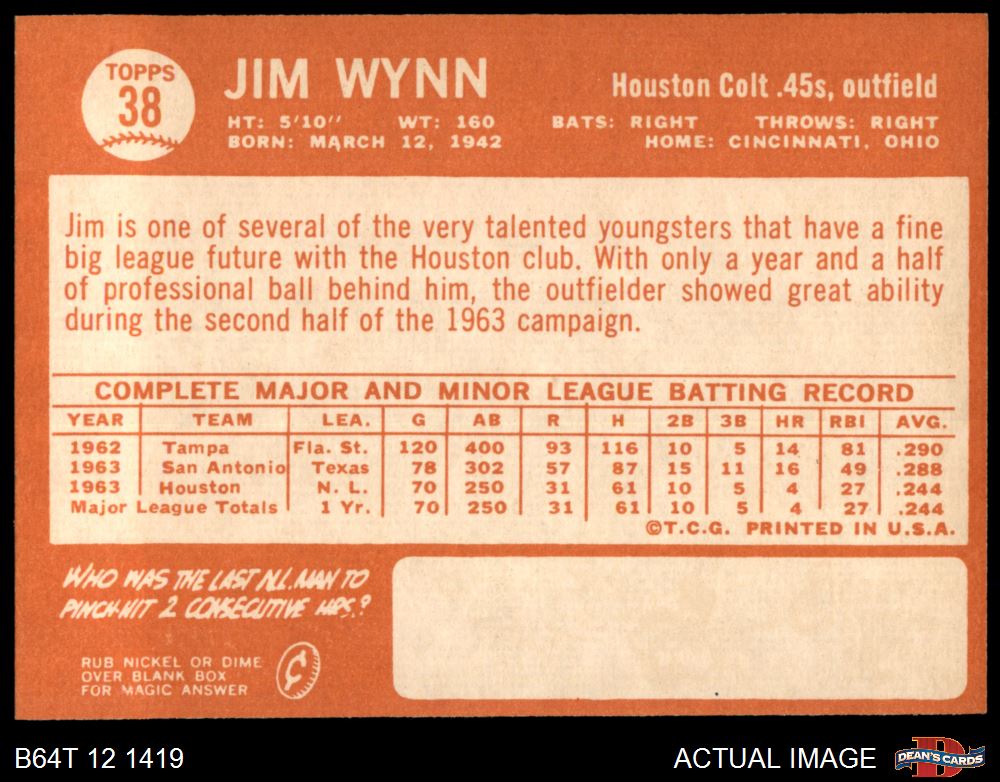 TOPPS
38
JIM WYNN
Houston Colt .45s, outfield
HT: 5'10" WT: 160 BATS: RIGHT THROWS: RIGHT
BORN: MARCH 12, 1942 HOME: CINCINNATI, OHIO
Jim is one of several of the very talented youngsters that have a fine
big league future with the Houston club. With only a year and a half
of professional ball behind him, the outfielder showed great ability
during the second half of the 1963 campaign.
COMPLETE MAJOR AND MINOR LEAGUE BATTING RECORD
YEAR TEAM LEA. G AB R H 2B 3B HR RBI AVG.
1962 Tampa Fla. St. 120 400 93 116 10 5 14 81 .290
1963 San Antonio Texas 78 302 57 87 15 11 16 49 .288
1963 Houston N. L. 70 250 31 61 10 5 4 27 .244
Major League Totals 1 Yr. 70 250 31 61 10 5 4 27 .244
©T.C.G. PRINTED IN U.S.A.
WHO WAS THE LAST N.L. MAN TO
PINCH-HIT 2 CONSECUTIVE HRS.?
RUB NICKEL OR DIME
OVER BLANK BOX
FOR MAGIC ANSWER
B64T 12 1419
ACTUAL IMAGE
D
DEAN'S CARDS